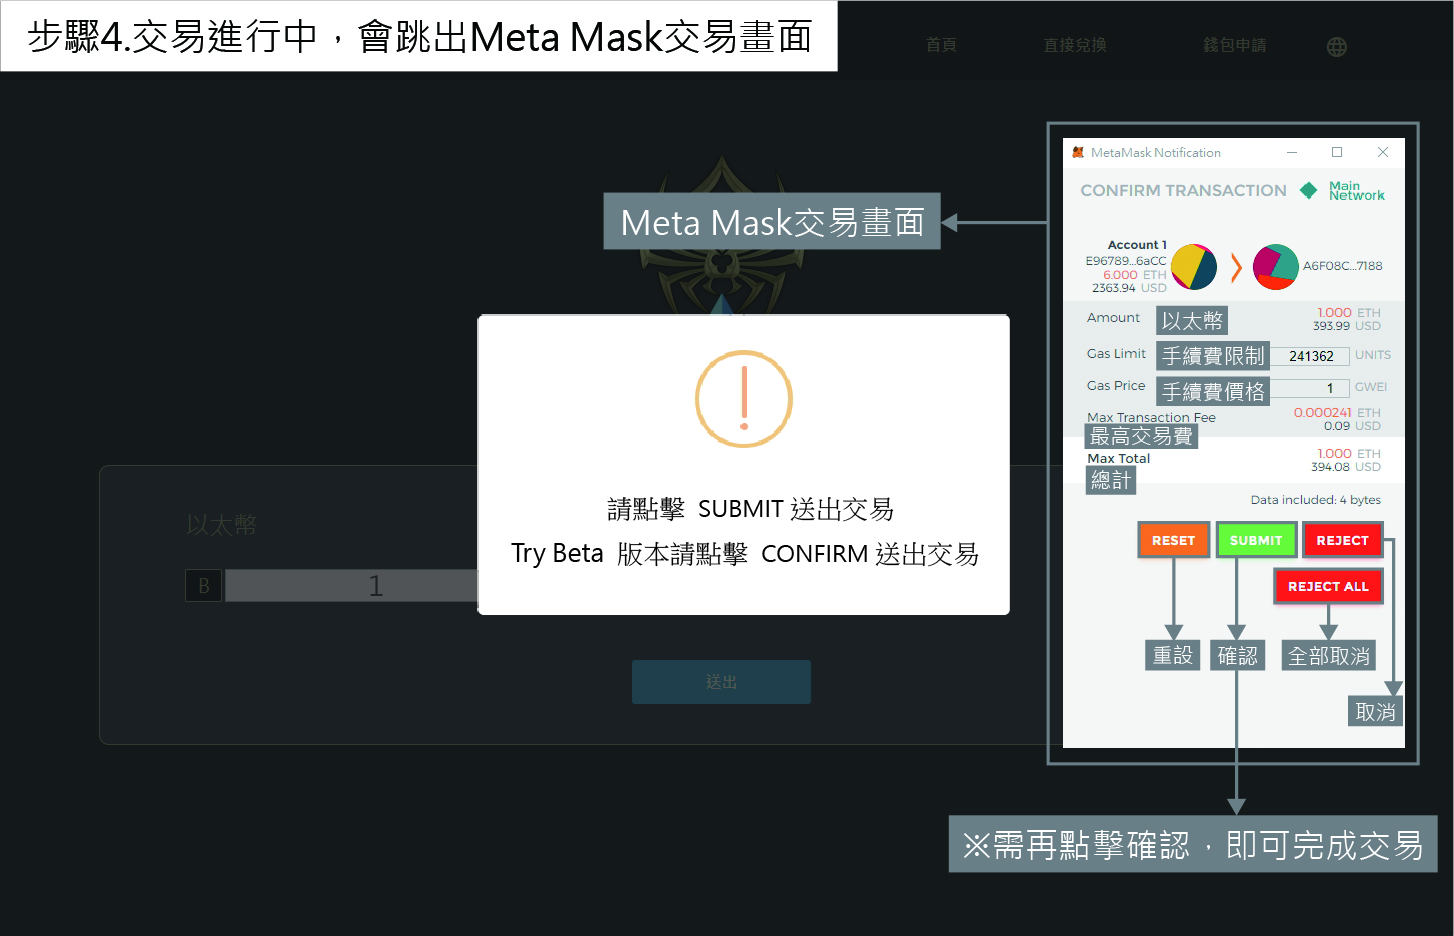 步驟4.交易進行中，會跳出Meta Mask交易畫面
首頁
直接兌換
錢包申請
Meta Mask交易畫面
MetaMask Notification
CONFIRM TRANSACTION
Main
Network
Account 1
E96789...6aCC
6.000 ETH
2363.94 USD
A6F08C...7188
Amount 以太幣 1.000 ETH
393.99 USD
Gas Limit 手續費限制 241362 UNITS
Gas Price 手續費價格 1 GWEI
Max Transaction Fee 0.000241 ETH
最高交易費 0.09 USD
Max Total 1.000 ETH
總計 394.08 USD
Data included: 4 bytes
RESET SUBMIT REJECT
REJECT ALL
重設 確認 全部取消
取消
請點擊 SUBMIT 送出交易
Try Beta 版本請點擊 CONFIRM 送出交易
以太幣
B 1
送出
※需再點擊確認，即可完成交易